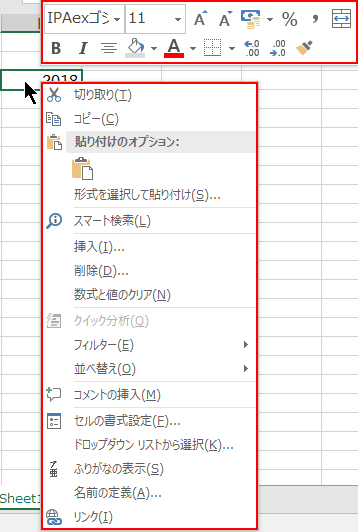 IPAexゴシ 11 A A % ,
B I A .00 .00
2018
切り取り(T)
コピー(C)
貼り付けのオプション:
形式を選択して貼り付け(S)...
スマート検索(L)
挿入(I)...
削除(D)...
数式と値のクリア(N)
クイック分析(Q)
フィルター(E)
並べ替え(O)
コメントの挿入(M)
セルの書式設定(F)...
ドロップダウン リストから選択(K)...
ふりがなの表示(S)
名前の定義(A)...
リンク(I)
Sheet1